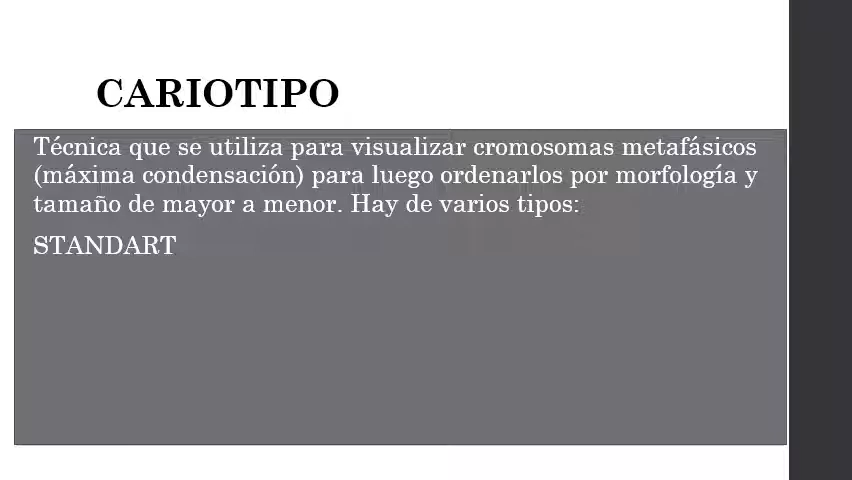 CARIOTIPO
Técnica que se utiliza para visualizar cromosomas metafásicos
(máxima condensación) para luego ordenarlos por morfología y
tamaño de mayor a menor. Hay de varios tipos:
STANDART